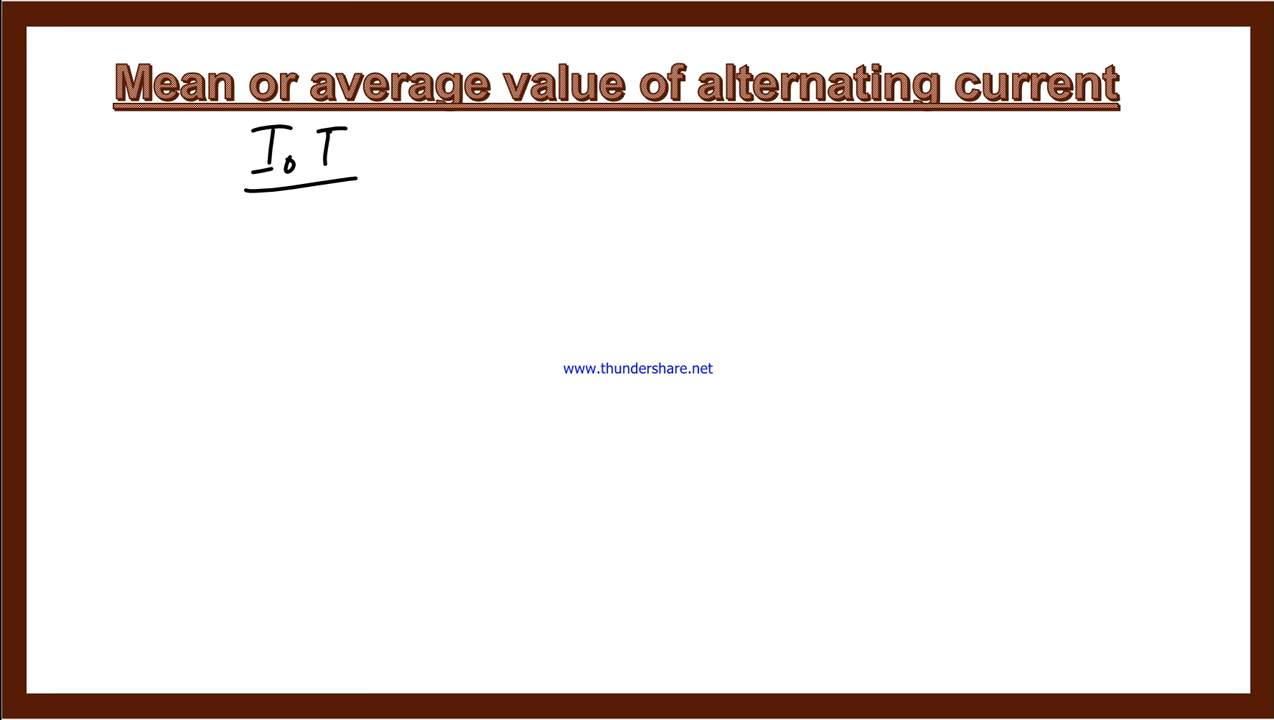 Mean or average value of alternating current
I₀ T
www.thundershare.net